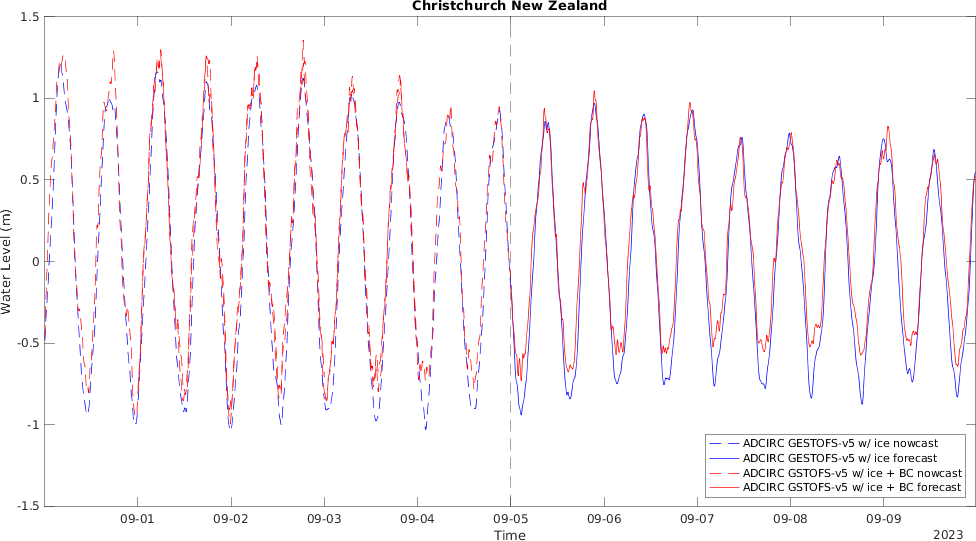 Christchurch New Zealand
1.5
1
0.5
0
-0.5
-1
-1.5
Water Level (m)
ADCIRC GESTOFS-v5 w/ ice nowcast
ADCIRC GESTOFS-v5 w/ ice forecast
ADCIRC GSTOFS-v5 w/ ice + BC nowcast
ADCIRC GSTOFS-v5 w/ ice + BC forecast
09-01 09-02 09-03 09-04 09-05 09-06 09-07 09-08 09-09
Time
2023